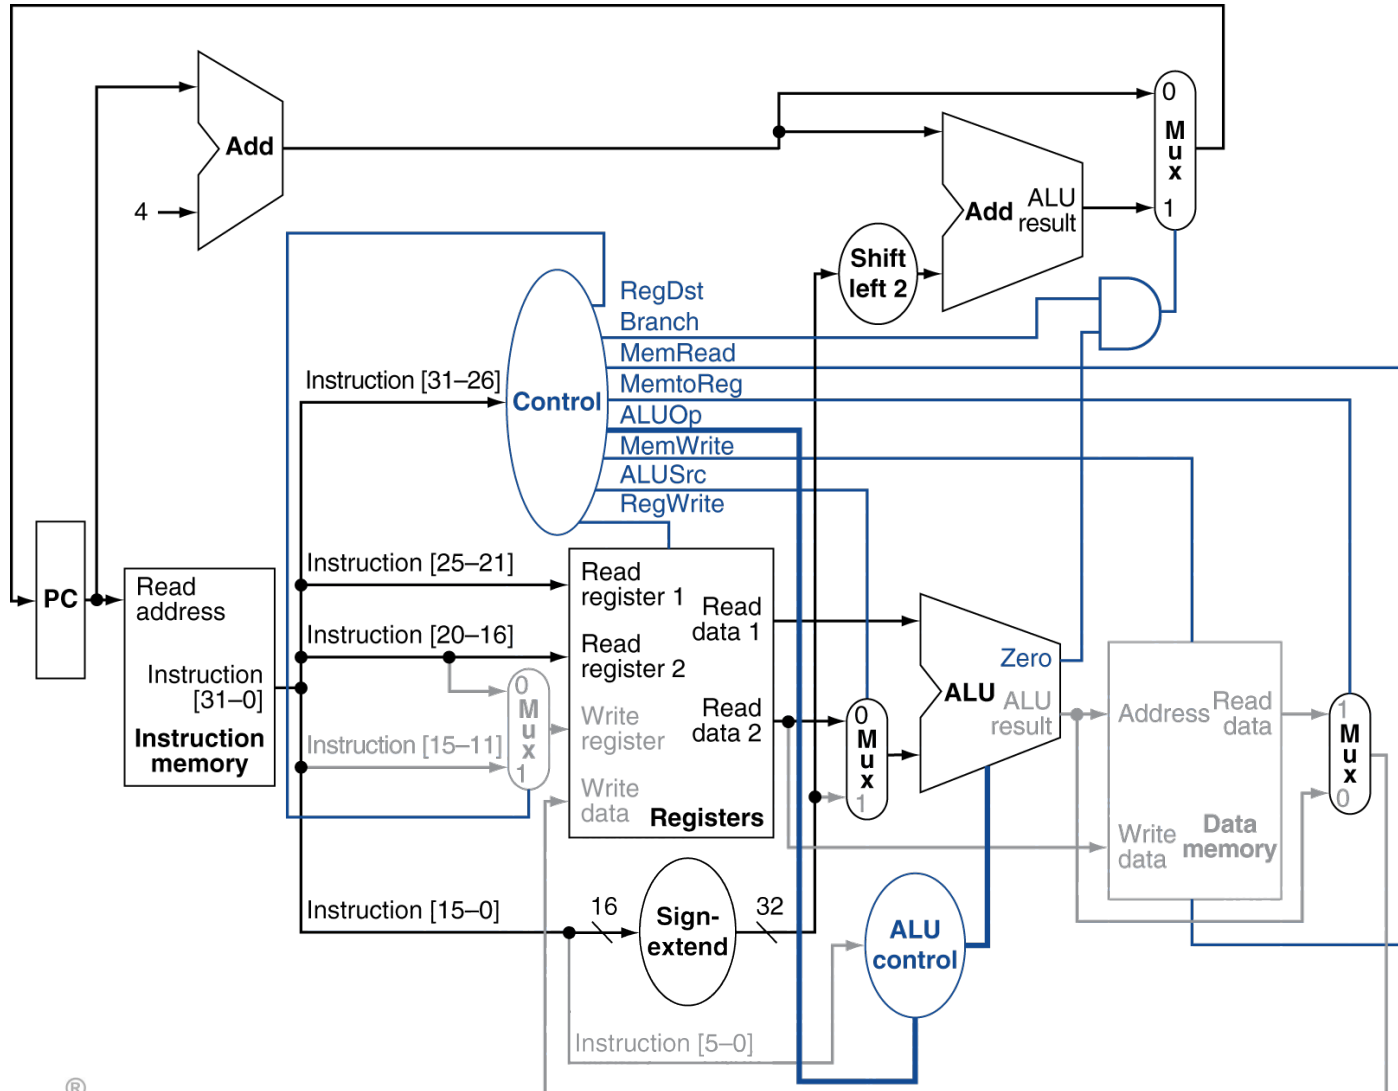 0
M
u
x
1
Add
ALU
Add
result
4
Shift
left 2
RegDst
Branch
MemRead
Instruction [31–26]
MemtoReg
Control
ALUOp
MemWrite
ALUSrc
RegWrite
Instruction [25–21]
Read
register 1
Read
data 1
PC
Read
address
Instruction [20–16]
Read
register 2
Zero
Instruction
[31–0]
0
M
u
x
1
Write
register
Read
data 2
0
M
u
x
1
ALU
ALU
result
Address
Read
data
1
M
u
x
0
Instruction
memory
Instruction [15–11]
Write
data
Registers
Write
data
Data
memory
Instruction [15–0]
16
Sign-
extend
32
ALU
control
Instruction [5–0]
®